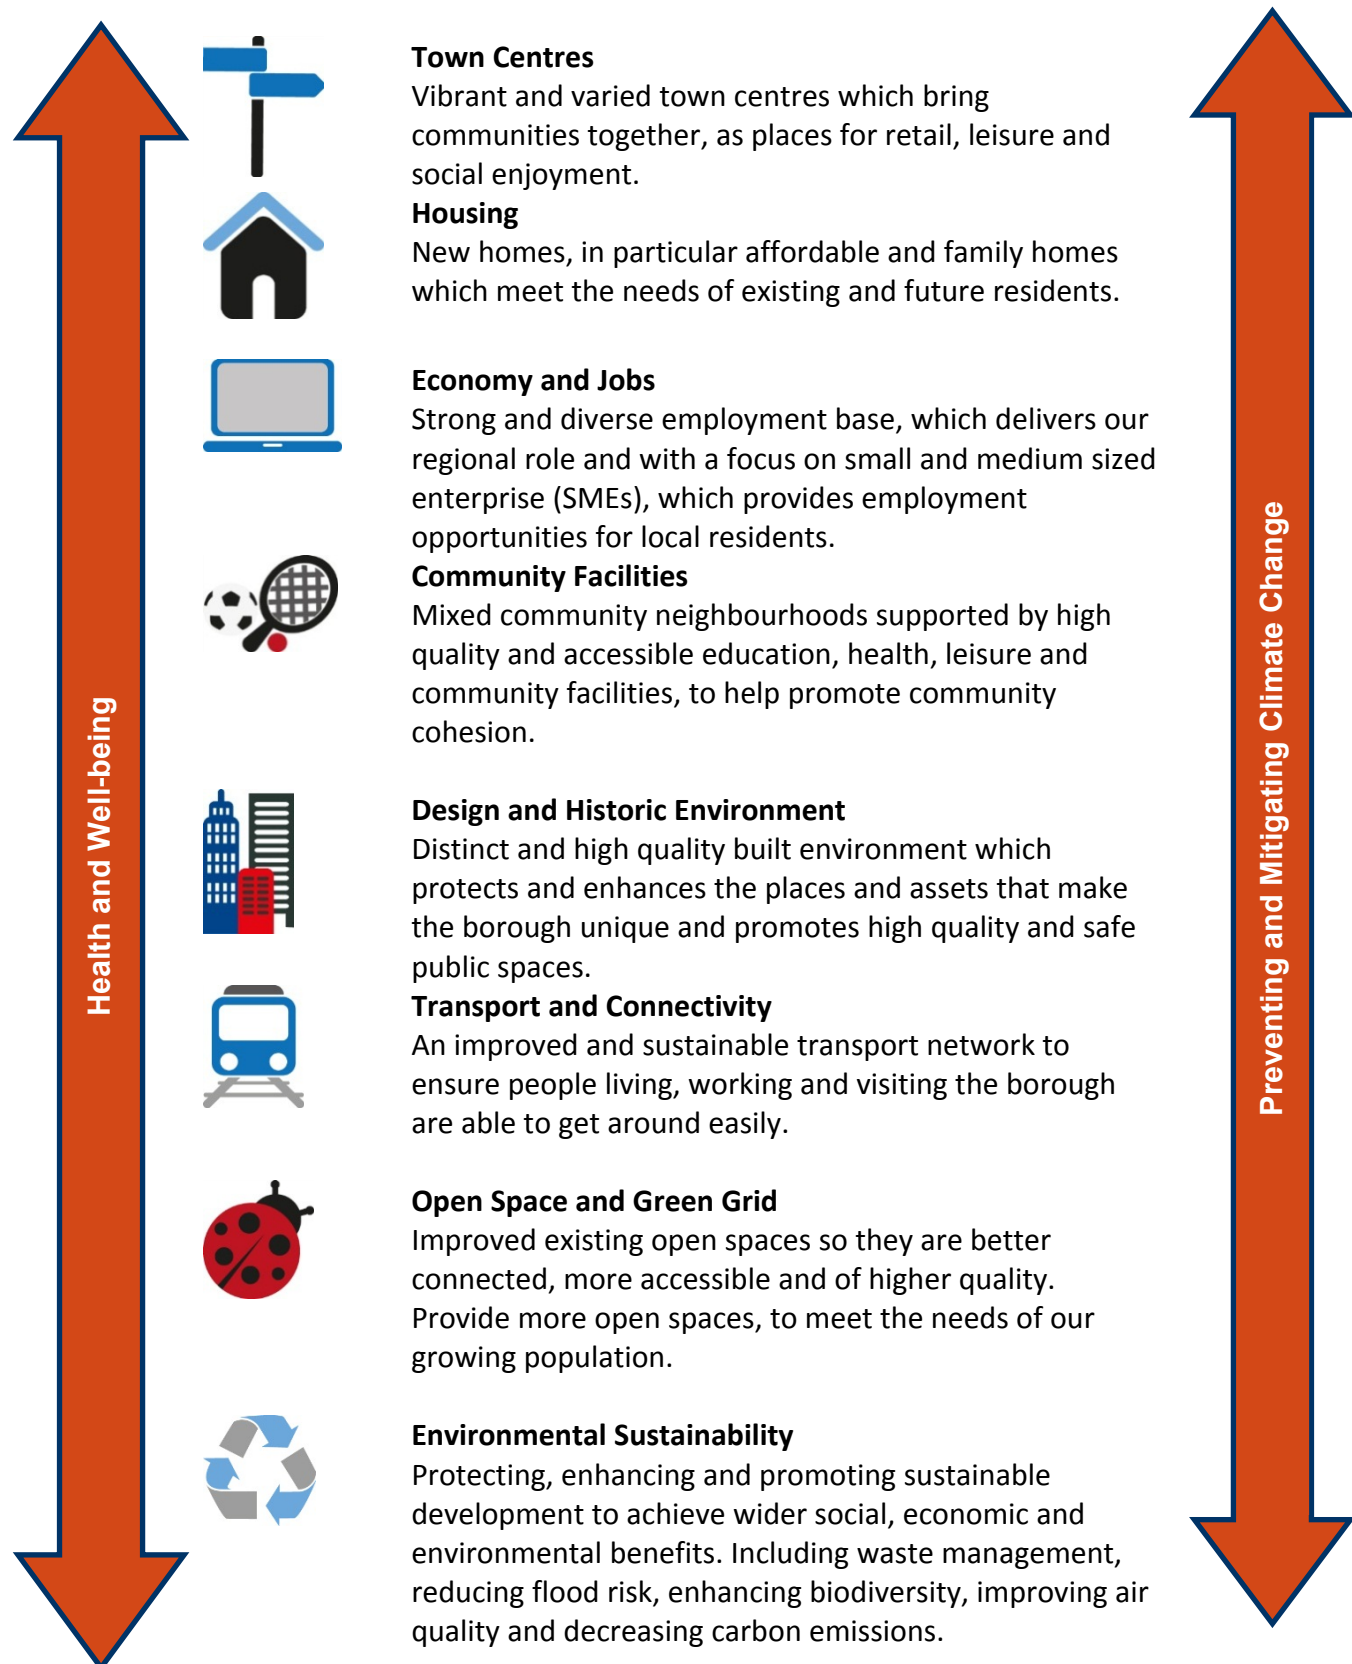 Town Centres
Vibrant and varied town centres which bring
communities together, as places for retail, leisure and
social enjoyment.
Housing
New homes, in particular affordable and family homes
which meet the needs of existing and future residents.
Economy and Jobs
Strong and diverse employment base, which delivers our
regional role and with a focus on small and medium sized
enterprise (SMEs), which provides employment
opportunities for local residents.
Community Facilities
Mixed community neighbourhoods supported by high
quality and accessible education, health, leisure and
community facilities, to help promote community
cohesion.
Design and Historic Environment
Distinct and high quality built environment which
protects and enhances the places and assets that make
the borough unique and promotes high quality and safe
public spaces.
Transport and Connectivity
An improved and sustainable transport network to
ensure people living, working and visiting the borough
are able to get around easily.
Open Space and Green Grid
Improved existing open spaces so they are better
connected, more accessible and of higher quality.
Provide more open spaces, to meet the needs of our
growing population.
Environmental Sustainability
Protecting, enhancing and promoting sustainable
development to achieve wider social, economic and
environmental benefits. Including waste management,
reducing flood risk, enhancing biodiversity, improving air
quality and decreasing carbon emissions.
Health and Well-being
Preventing and Mitigating Climate Change